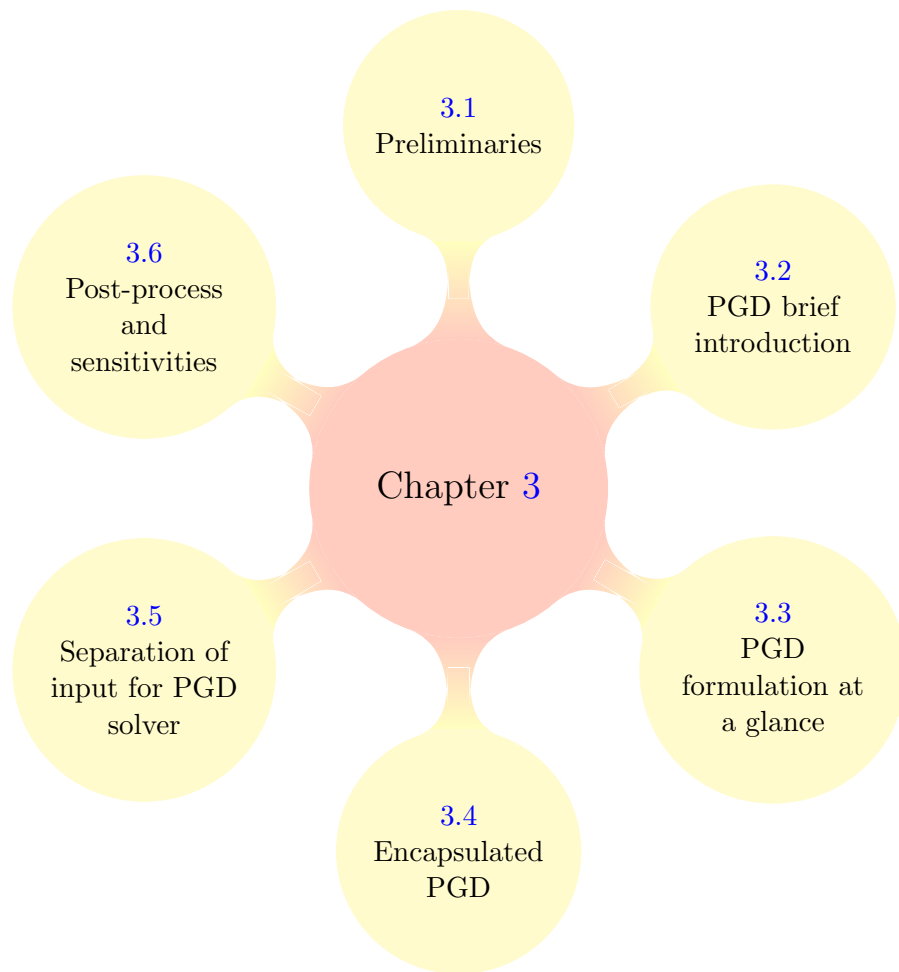 3.1
Preliminaries
3.2
PGD brief
introduction
3.3
PGD
formulation at
a glance
3.4
Encapsulated
PGD
3.5
Separation of
input for PGD
solver
3.6
Post-process
and
sensitivities
Chapter 3